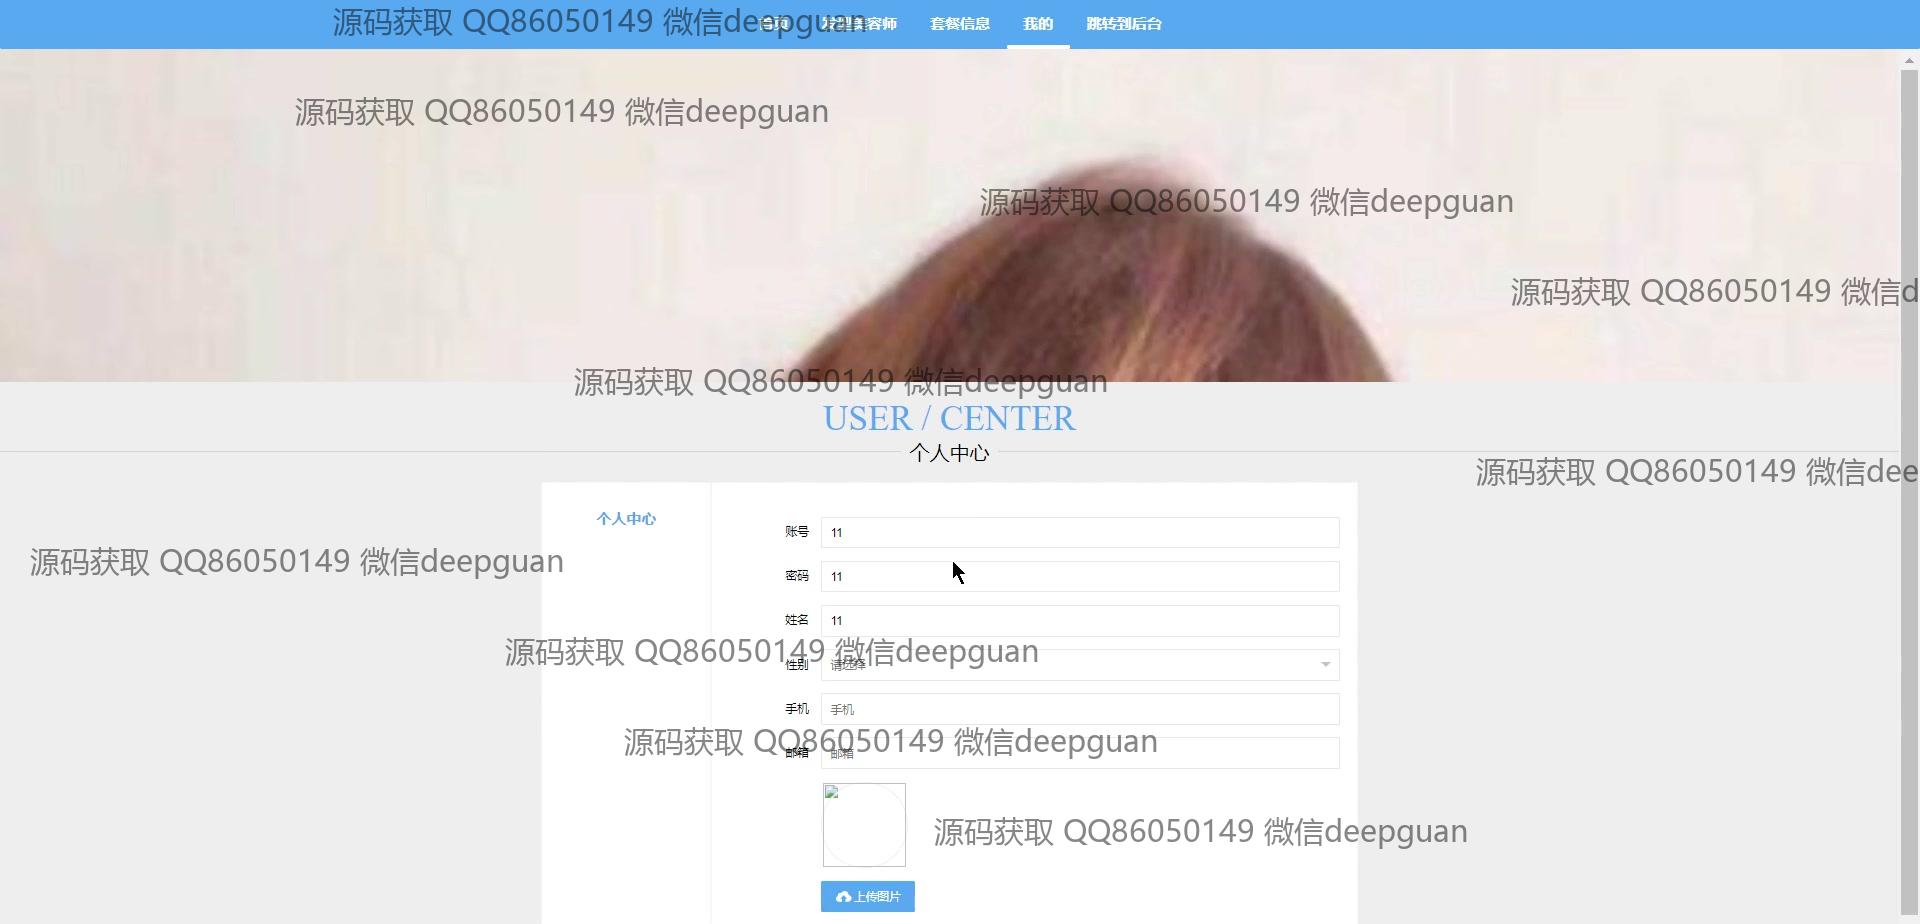 源码获取 QQ86050149 微信deepguan
首页 发型美容师 套餐信息 我的 跳转到后台
源码获取 QQ86050149 微信deepguan
源码获取 QQ86050149 微信deepguan
源码获取 QQ86050149 微信d
源码获取 QQ86050149 微信deepguan
USER / CENTER
个人中心
源码获取 QQ86050149 微信dee
个人中心
账号 11
源码获取 QQ86050149 微信deepguan
密码 11
姓名 11
源码获取 QQ86050149 微信deepguan
性别 请选择
手机 手机
源码获取 QQ86050149 微信deepguan
邮箱 邮箱
源码获取 QQ86050149 微信deepguan
上传图片